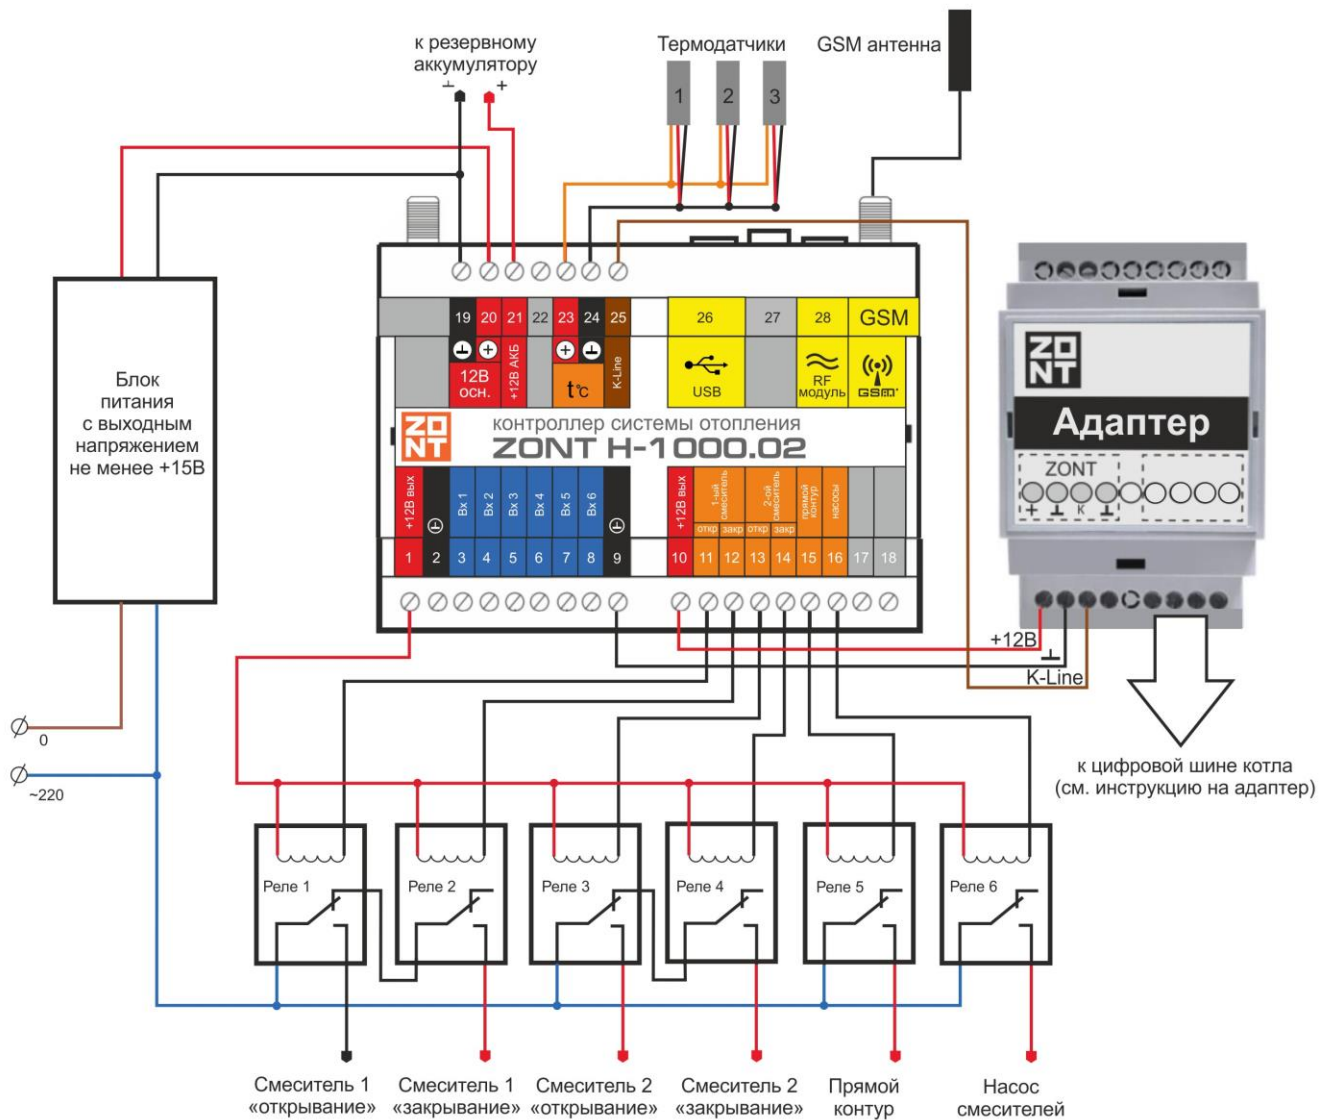 к резервному
аккумулятору
+
Термодатчики
GSM антенна
1
2
3
19
20
21
22
23
24
25
26
27
28
GSM
+
12В
осн.
+12В АКБ
+
t°C
K-Line
USB
RF
модуль
GSM
Блок
питания
с выходным
напряжением
не менее +15В
ZONT
контроллер системы отопления
ZONT H-1000.02
ZONT
Адаптер
ZONT
+
К
+12В вых
Вх 1
Вх 2
Вх 3
Вх 4
Вх 5
Вх 6
+12В вых
1-ый
смеситель
2-ой
смеситель
прямой
контур
насосы
откр
закр
откр
закр
1
2
3
4
5
6
7
8
9
10
11
12
13
14
15
16
17
18
+12В
K-Line
0
~220
к цифровой шине котла
(см. инструкцию на адаптер)
Реле 1
Реле 2
Реле 3
Реле 4
Реле 5
Реле 6
Смеситель 1
«открывание»
Смеситель 1
«закрывание»
Смеситель 2
«открывание»
Смеситель 2
«закрывание»
Прямой
контур
Насос
смесителей